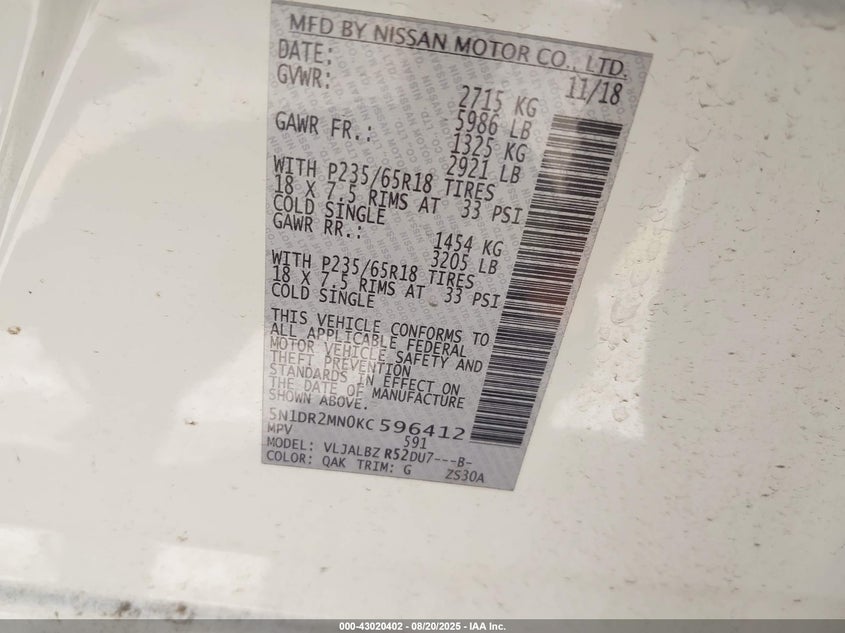 MFD BY NISSAN MOTOR CO., LTD.
DATE: 11/18
GVWR: 2715 KG
5986 LB
GAWR FR.: 1325 KG
2921 LB
WITH P235/65R18 TIRES
18 X 7.5 RIMS AT 33 PSI
COLD SINGLE
GAWR RR.: 1454 KG
3205 LB
WITH P235/65R18 TIRES
18 X 7.5 RIMS AT 33 PSI
COLD SINGLE
THIS VEHICLE CONFORMS TO
ALL APPLICABLE FEDERAL
MOTOR VEHICLE SAFETY AND
THEFT PREVENTION
STANDARDS IN EFFECT ON
THE DATE OF MANUFACTURE
SHOWN ABOVE.
5N1DR2MN0KC596412
MPV 591
MODEL: VLJALBZ R52DU7---B-
COLOR: QAK TRIM: G ZS30A
000-43020402 - 08/20/2025 - IAA Inc.